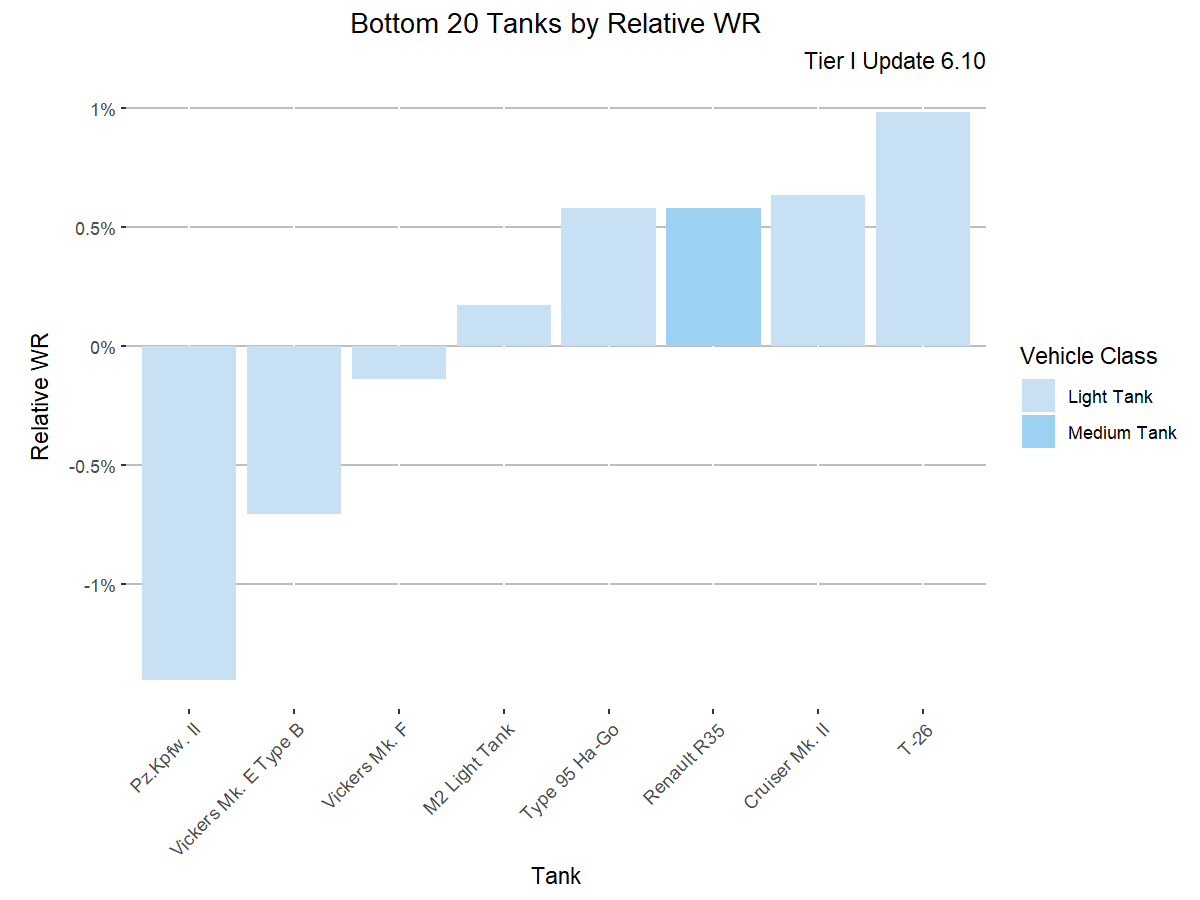 Bottom 20 Tanks by Relative WR
Tier I Update 6.10
1%
0.5%
0%
-0.5%
-1%
Relative WR
Pz.Kpfw. II
Vickers Mk. E Type B
Vickers Mk. F
M2 Light Tank
Type 95 Ha-Go
Renault R35
Cruiser Mk. II
T-26
Tank
Vehicle Class
Light Tank
Medium Tank